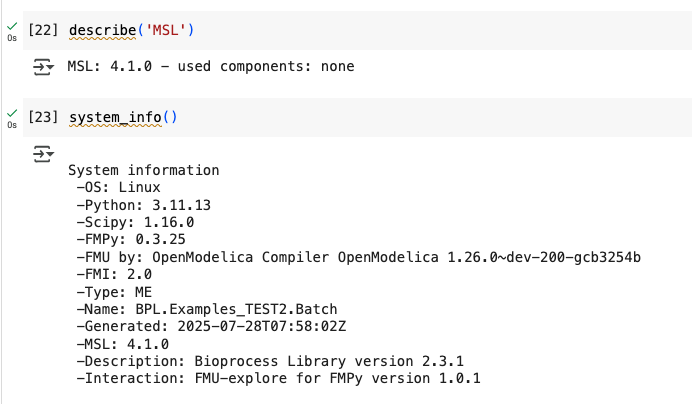 [22] describe('MSL')
0s
MSL: 4.1.0 – used components: none
[23] system_info()
0s
System information
-OS: Linux
-Python: 3.11.13
-Scipy: 1.16.0
-FMPy: 0.3.25
-FMU by: OpenModelica Compiler OpenModelica 1.26.0~dev-200-gcb3254b
-FMI: 2.0
-Type: ME
-Name: BPL.Examples_TEST2.Batch
-Generated: 2025-07-28T07:58:02Z
-MSL: 4.1.0
-Description: Bioprocess Library version 2.3.1
-Interaction: FMU-explore for FMPy version 1.0.1